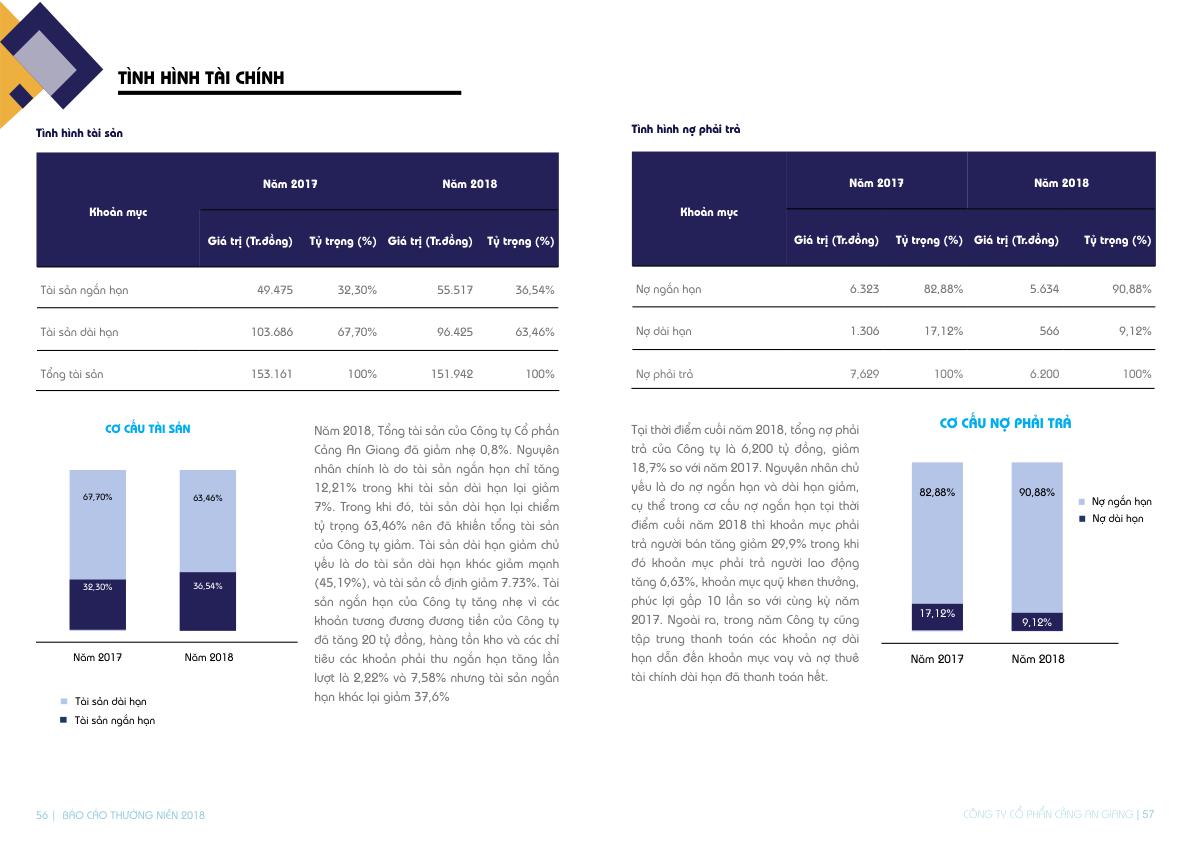 TÌNH HÌNH TÀI CHÍNH
Tình hình tài sản
Khoản mục
Năm 2017 Năm 2018
Giá trị (Tr.đồng) Tỷ trọng (%) Giá trị (Tr.đồng) Tỷ trọng (%)
Tài sản ngắn hạn 49.475 32,30% 55.517 36,54%
Tài sản dài hạn 103.686 67,70% 96.425 63,46%
Tổng tài sản 153.161 100% 151.942 100%
CƠ CẤU TÀI SẢN
67,70% 63,46%
32,30% 36,54%
Năm 2017 Năm 2018
Tài sản dài hạn
Tài sản ngắn hạn
Năm 2018, Tổng tài sản của Công ty Cổ phần
Cảng An Giang đã giảm nhẹ 0,8%. Nguyên
nhân chính là do tài sản ngắn hạn chỉ tăng
12,21% trong khi tài sản dài hạn lại giảm
7%. Trong khi đó, tài sản dài hạn lại chiếm
tỷ trọng 63,46% nên đã khiến tổng tài sản
của Công ty giảm. Tài sản dài hạn giảm chủ
yếu là do tài sản dài hạn khác giảm mạnh
(45,19%), và tài sản cố định giảm 7.73%. Tài
sản ngắn hạn của Công ty tăng nhẹ vì các
khoản tương đương đương tiền của Công ty
đã tăng 20 tỷ đồng, hàng tồn kho và các chỉ
tiêu các khoản phải thu ngắn hạn tăng lần
lượt là 2,22% và 7,58% nhưng tài sản ngắn
hạn khác lại giảm 37,6%
56 | BÁO CÁO THƯỜNG NIÊN 2018
Tình hình nợ phải trả
Khoản mục
Năm 2017 Năm 2018
Giá trị (Tr.đồng) Tỷ trọng (%) Giá trị (Tr.đồng) Tỷ trọng (%)
Nợ ngắn hạn 6.323 82,88% 5.634 90,88%
Nợ dài hạn 1.306 17,12% 566 9,12%
Nợ phải trả 7,629 100% 6.200 100%
Tại thời điểm cuối năm 2018, tổng nợ phải
trả của Công ty là 6,200 tỷ đồng, giảm
18,7% so với năm 2017. Nguyên nhân chủ
yếu là do nợ ngắn hạn và dài hạn giảm,
cụ thể trong cơ cấu nợ ngắn hạn tại thời
điểm cuối năm 2018 thì khoản mục phải
trả người bán tăng giảm 29,9% trong khi
đó khoản mục phải trả người lao động
tăng 6,63%, khoản mục quỹ khen thưởng,
phúc lợi gấp 10 lần so với cùng kỳ năm
2017. Ngoài ra, trong năm Công ty cũng
tập trung thanh toán các khoản nợ dài
hạn dẫn đến khoản mục vay và nợ thuê
tài chính dài hạn đã thanh toán hết.
CƠ CẤU NỢ PHẢI TRẢ
82,88% 90,88%
17,12% 9,12%
Năm 2017 Năm 2018
Nợ ngắn hạn
Nợ dài hạn
CÔNG TY CỔ PHẦN CẢNG AN GIANG | 57